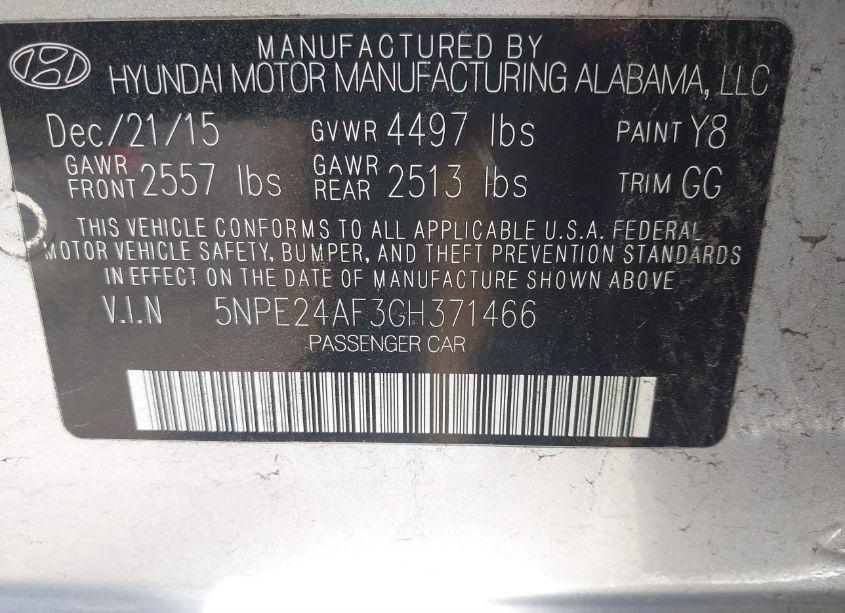 MANUFACTURED BY
HYUNDAI MOTOR MANUFACTURING ALABAMA, LLC
Dec/21/15 GVWR 4497 lbs PAINT Y8
GAWR FRONT 2557 lbs GAWR REAR 2513 lbs TRIM GG
THIS VEHICLE CONFORMS TO ALL APPLICABLE U.S.A. FEDERAL
MOTOR VEHICLE SAFETY, BUMPER, AND THEFT PREVENTION STANDARDS
IN EFFECT ON THE DATE OF MANUFACTURE SHOWN ABOVE
V.I.N 5NPE24AF3GH371466
PASSENGER CAR